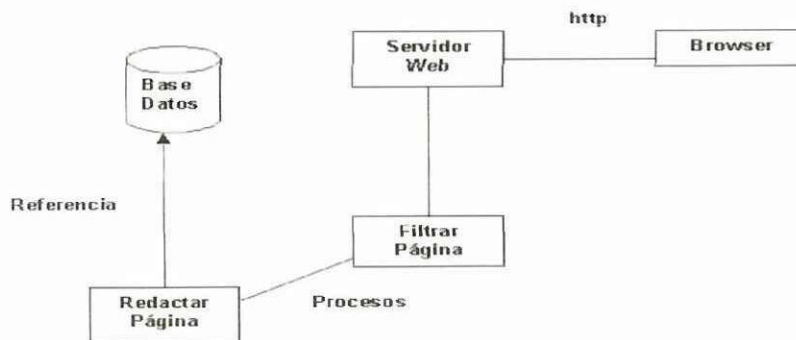 http
Servidor
Web
Browser
Base
Datos
Referencia
Filtrar
Página
Redactar
Página
Procesos